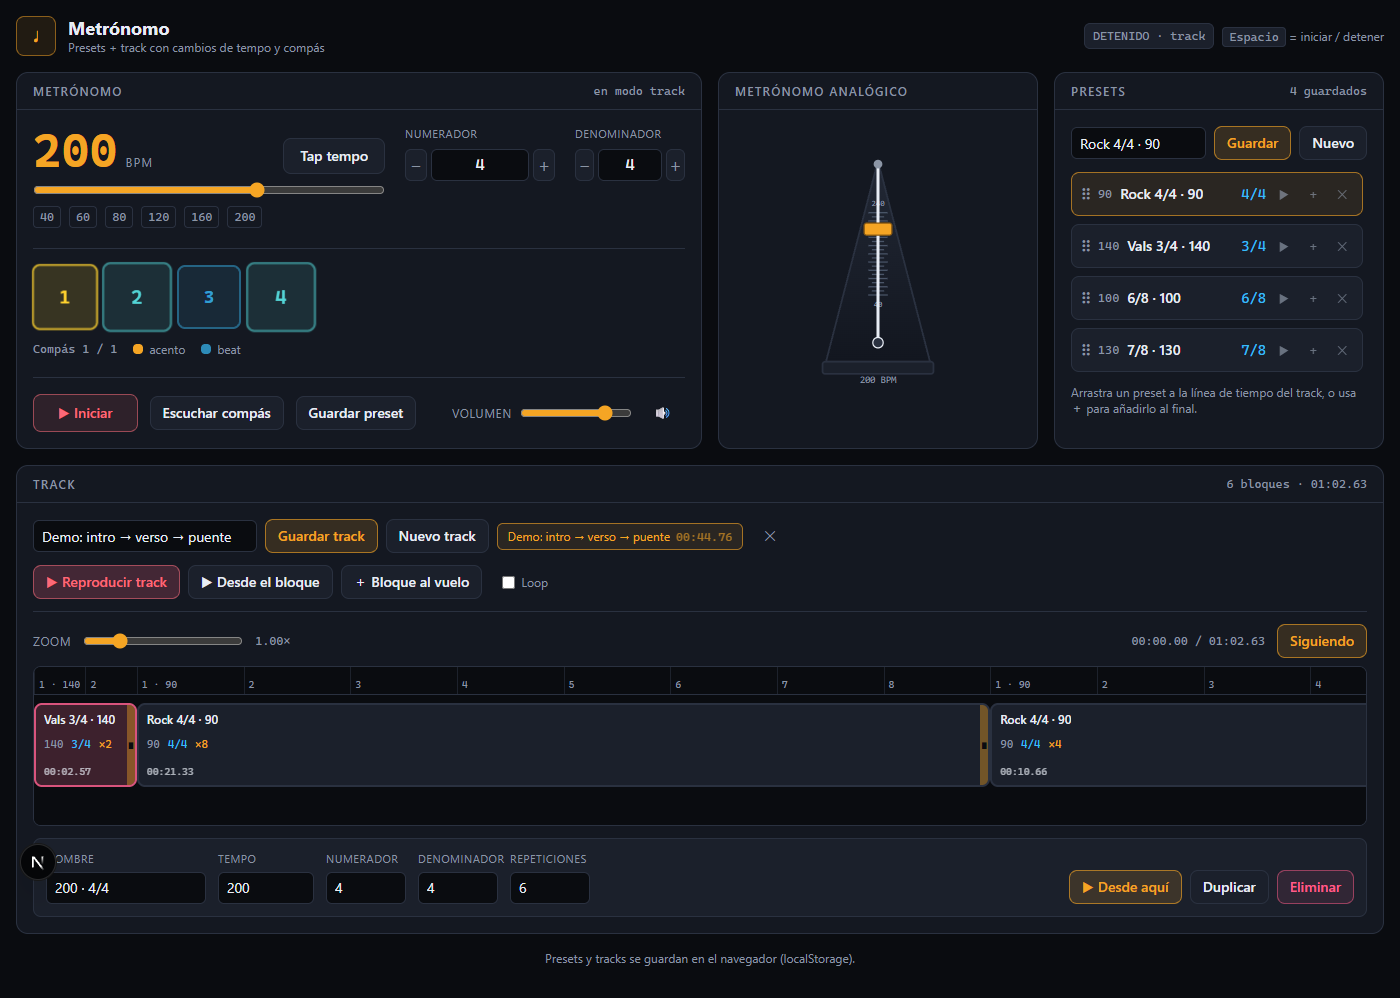 ♩ Metrónomo
Presets + track con cambios de tempo y compás
DETENIDO · track
Espacio = iniciar / detener
METRÓNOMO
en modo track
200 BPM
Tap tempo
NUMERADOR
− 4 +
DENOMINADOR
− 4 +
40 60 80 120 160 200
1 2 3 4
Compás 1 / 1 acento beat
▶ Iniciar
Escuchar compás
Guardar preset
VOLUMEN
METRÓNOMO ANALÓGICO
200 BPM
PRESETS
4 guardados
Rock 4/4 · 90
Guardar
Nuevo
90 Rock 4/4 · 90 4/4 ▶ + ×
140 Vals 3/4 · 140 3/4 ▶ + ×
100 6/8 · 100 6/8 ▶ + ×
130 7/8 · 130 7/8 ▶ + ×
Arrastra un preset a la línea de tiempo del track, o usa
+ para añadirlo al final.
TRACK
6 bloques · 01:02.63
Demo: intro → verso → puente
Guardar track
Nuevo track
Demo: intro → verso → puente 00:44.76 ×
▶ Reproducir track
▶ Desde el bloque
+ Bloque al vuelo
Loop
ZOOM
1.00×
00:00.00 / 01:02.63
Siguiendo
1 · 140 2 1 · 90 2 3 4 5 6 7 8 1 · 90 2 3 4
Vals 3/4 · 140
140 3/4 ×2
00:02.57
Rock 4/4 · 90
90 4/4 ×8
00:21.33
Rock 4/4 · 90
90 4/4 ×4
00:10.66
N
OMBRE
200 · 4/4
TEMPO
200
NUMERADOR
4
DENOMINADOR
4
REPETICIONES
6
▶ Desde aquí
Duplicar
Eliminar
Presets y tracks se guardan en el navegador (localStorage).